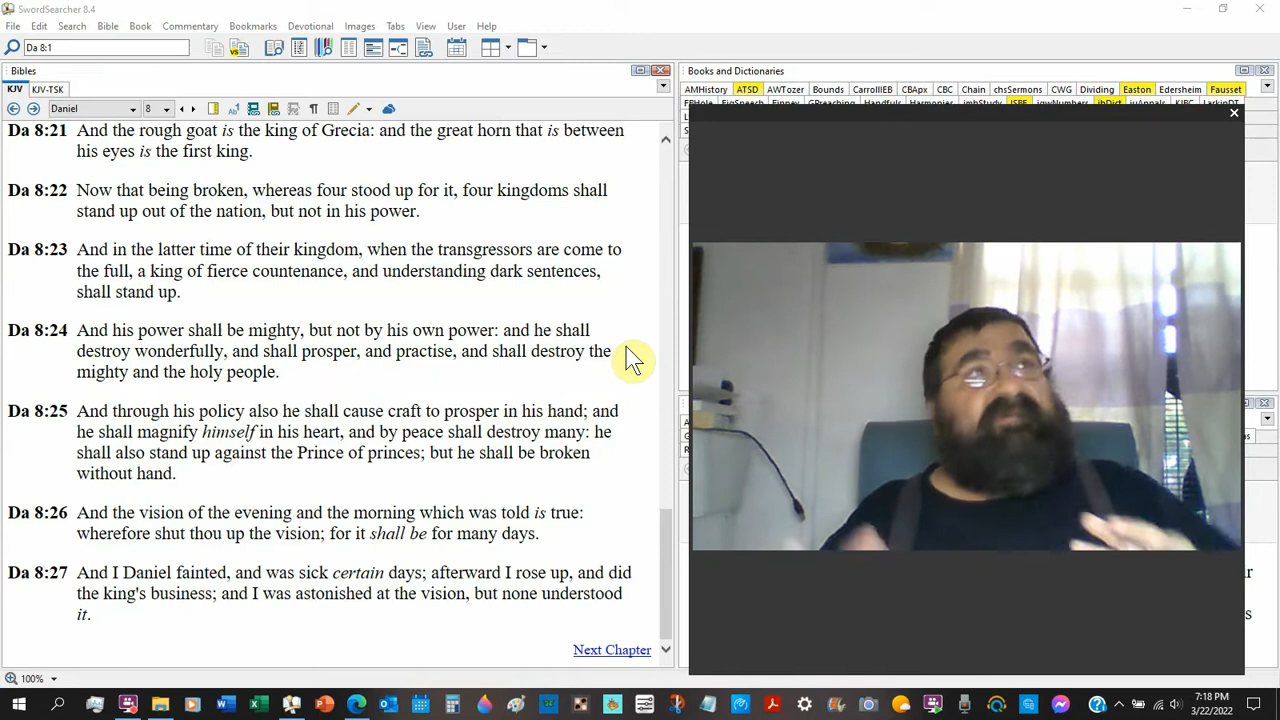 SwordSearcher 8.4
File Edit Search Bible Book Commentary Bookmarks Devotional Images Tabs View User Help
Da 8:1
Bibles
KJV KJV-TSK
Daniel 8
Da 8:21 And the rough goat is the king of Grecia: and the great horn that is between
his eyes is the first king.
Da 8:22 Now that being broken, whereas four stood up for it, four kingdoms shall
stand up out of the nation, but not in his power.
Da 8:23 And in the latter time of their kingdom, when the transgressors are come to
the full, a king of fierce countenance, and understanding dark sentences,
shall stand up.
Da 8:24 And his power shall be mighty, but not by his own power: and he shall
destroy wonderfully, and shall prosper, and practise, and shall destroy the
mighty and the holy people.
Da 8:25 And through his policy also he shall cause craft to prosper in his hand; and
he shall magnify himself in his heart, and by peace shall destroy many: he
shall also stand up against the Prince of princes; but he shall be broken
without hand.
Da 8:26 And the vision of the evening and the morning which was told is true:
wherefore shut thou up the vision; for it shall be for many days.
Da 8:27 And I Daniel fainted, and was sick certain days; afterward I rose up, and did
the king's business; and I was astonished at the vision, but none understood
it.
Next Chapter
100%
Books and Dictionaries
AMHistory ATSD AWTozer Bounds CarrollIEB CBApx CBC Chain chsSermons CWG Dividing Easton Edersheim Fausset
7:18 PM
3/22/2022